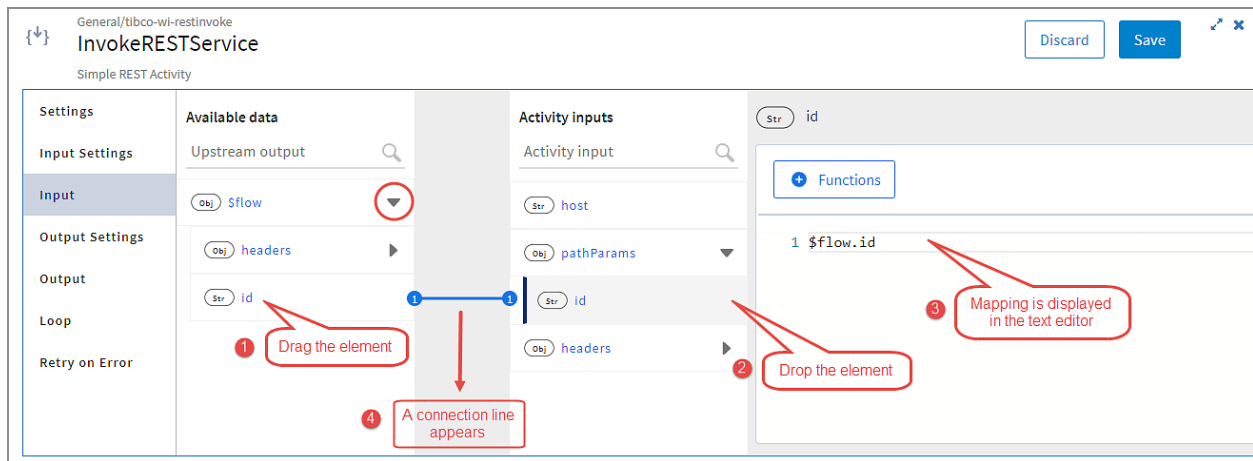 General/tibco-wi-restinvoke
InvokeRESTService
Simple REST Activity
Discard
Save
Settings
Input Settings
Input
Output Settings
Output
Loop
Retry on Error
Available data
Upstream output
Obj $flow
Obj headers
Str id
1
1
1 Drag the element
4 A connection line
appears
Activity inputs
Activity input
Str host
Obj pathParams
Str id
Obj headers
2 Drop the element
Str id
Functions
1 $flow.id
3 Mapping is displayed
in the text editor